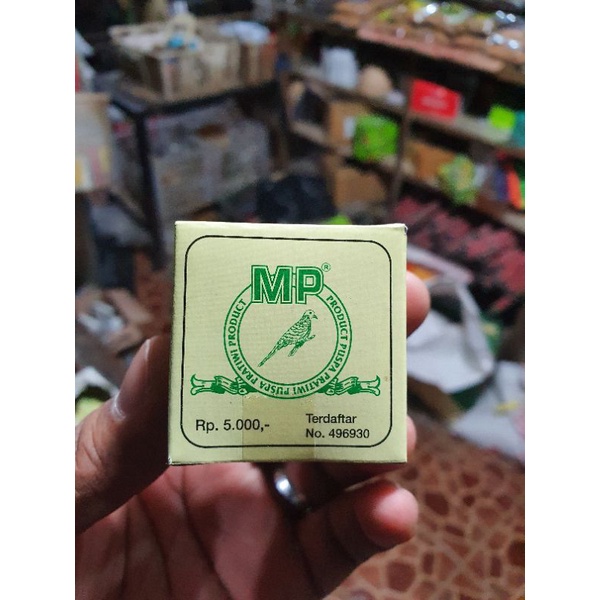 MP®
PRODUCT PUSPA PRATIWI PUSPA PRATIWI PRODUCT
Rp. 5.000,-
Terdaftar
No. 496930